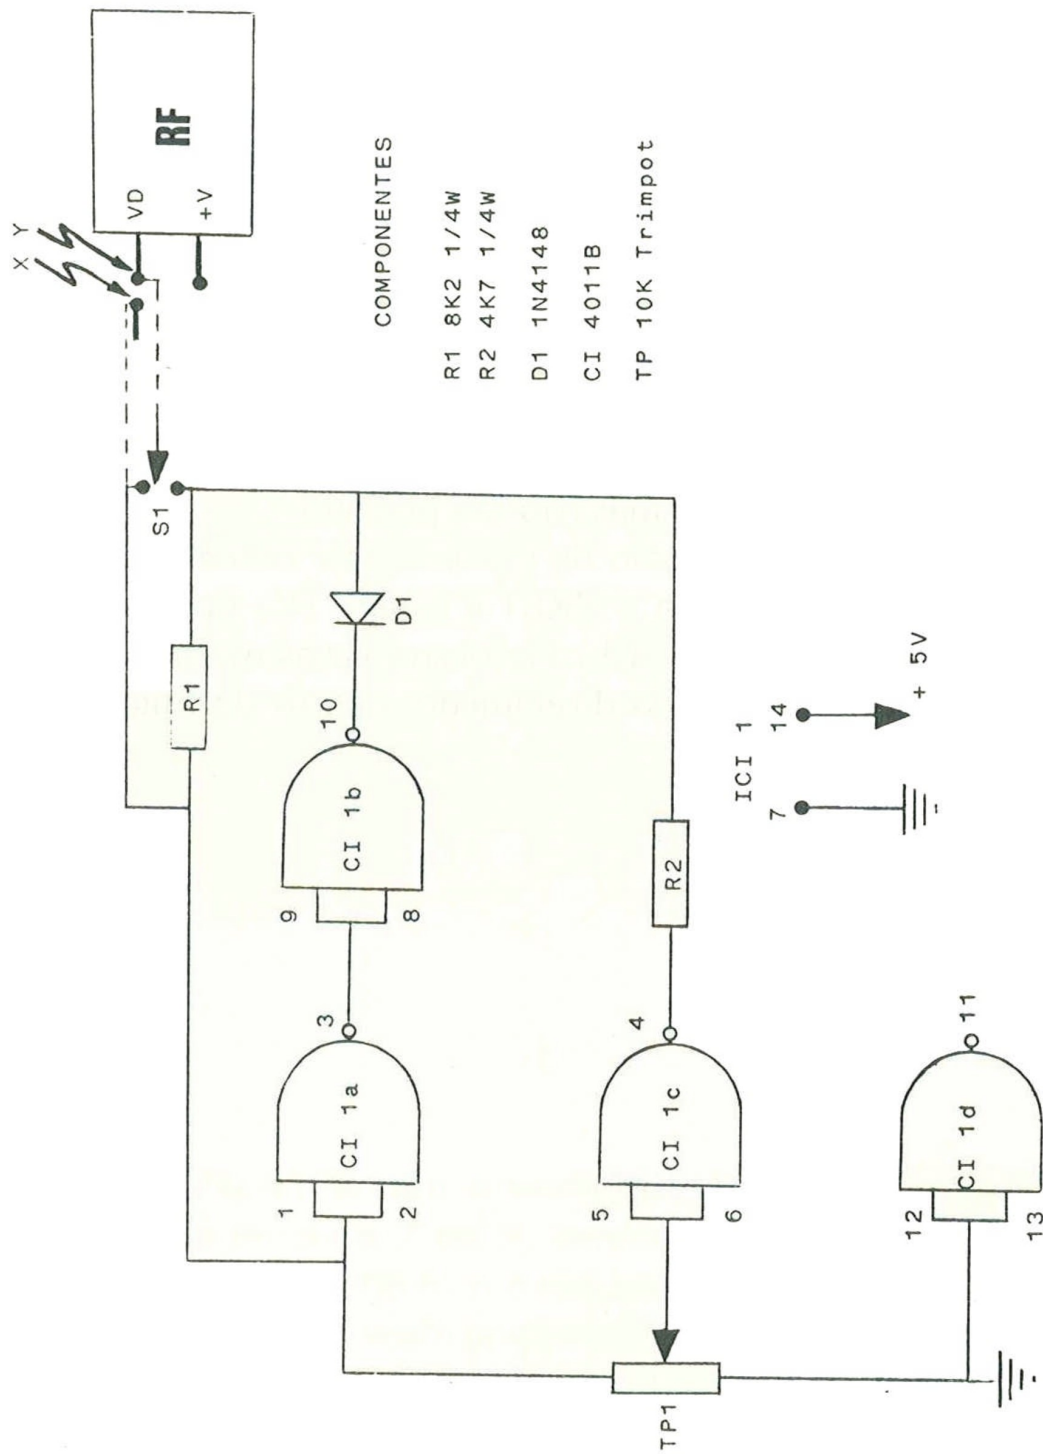 X
Y
RF
VD
+V
S1
R1
COMPONENTES
R1 8K2 1/4W
R2 4K7 1/4W
D1 1N4148
CI 4011B
TP 10K Trimpot
1
2
CI 1a
3
9
8
CI 1b
10
D1
TP1
5
6
CI 1c
4
R2
ICI 1
7
14
+ 5V
12
13
CI 1d
11